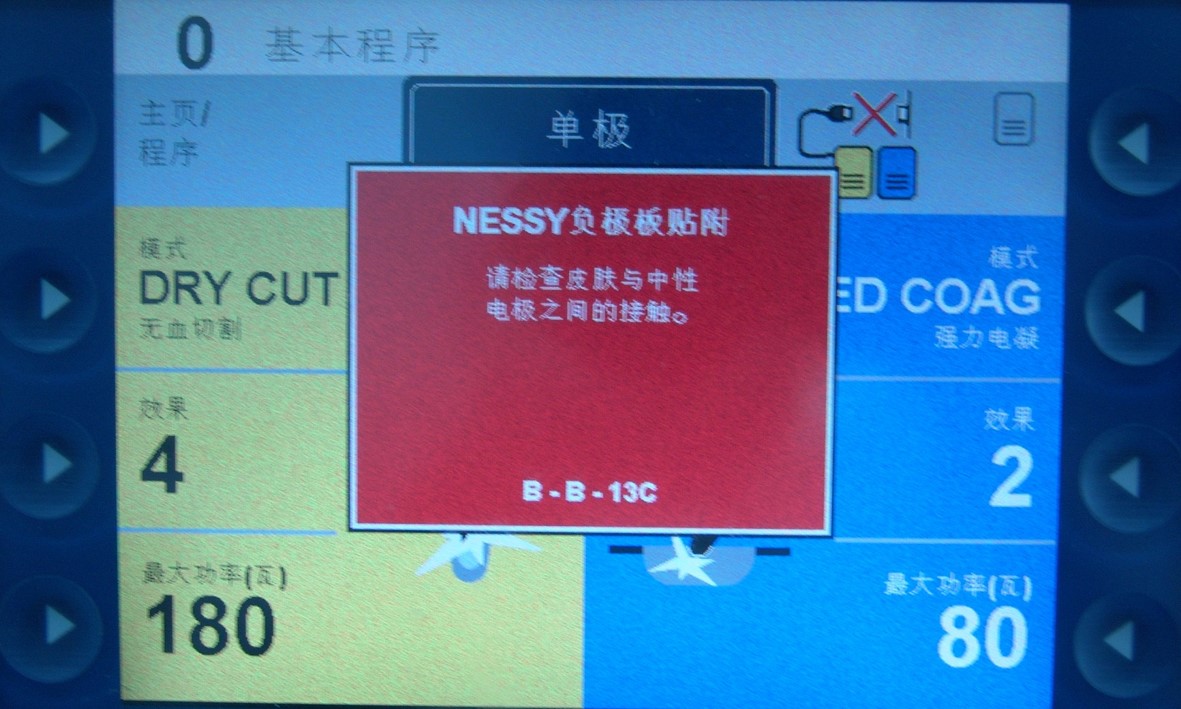 0 基本程序
主页/
程序
单极
NESSY负极板贴附
请检查皮肤与中性
电极之间的接触。
B - B - 13C
模式
DRY CUT
无血切割
效果
4
最大功率(瓦)
180
模式
ED COAG
强力电凝
效果
2
最大功率(瓦)
80